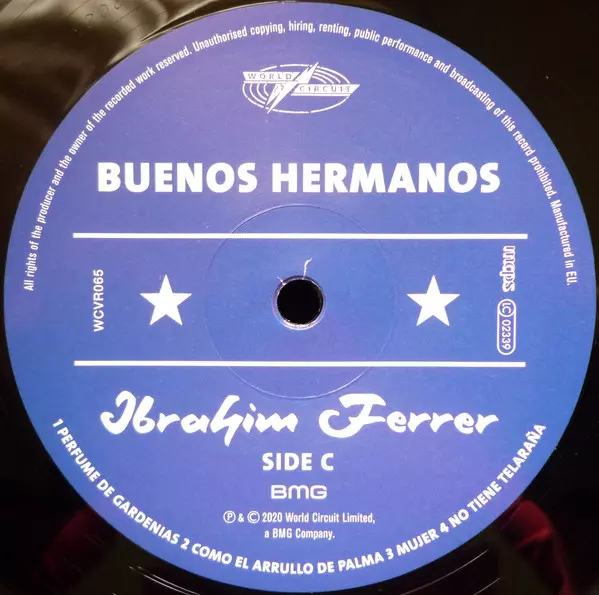 All rights of the producer and the owner of the recorded work reserved. Unauthorised copying, hiring, renting, public performance and broadcasting of this record prohibited. Manufactured in EU.
WORLD CIRCUIT
BUENOS HERMANOS
WCVR065
mcps
LC 02339
Ibrahim Ferrer
SIDE C
BMG
Ⓟ & © 2020 World Circuit Limited,
a BMG Company.
1 PERFUME DE GARDENIAS 2 COMO EL ARRULLO DE PALMA 3 MUJER 4 NO TIENE TELARAÑA